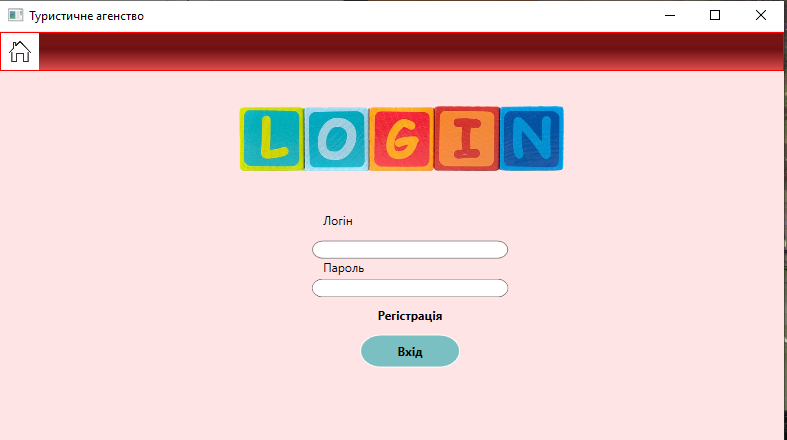 Туристичне агенство
LOGIN
Логін
Пароль
Регістрація
Вхід